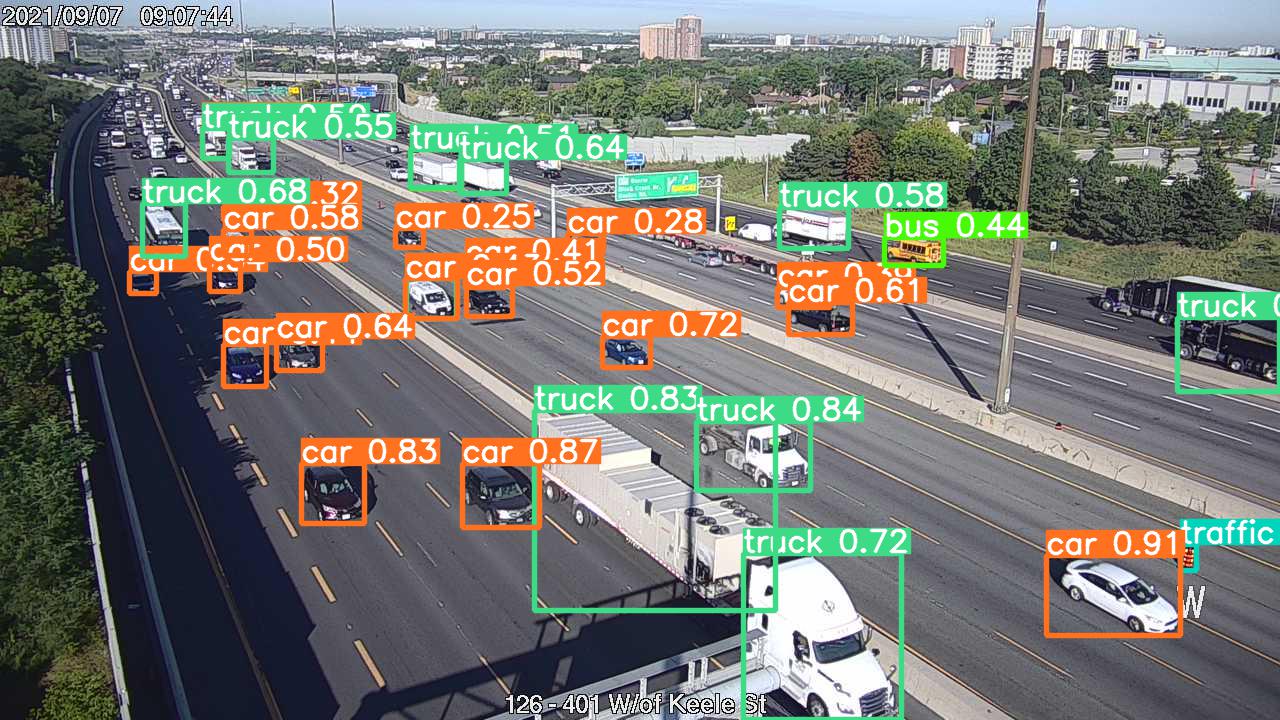 2021/09/07 09:07:44
truck 0.55
truck 0.64
truck 0.68
.32
truck 0.58
car 0.58
car 0.25
car 0.28
bus 0.44
car 0.50
0.41
car
car 0.52
car 0.61
car
car 0.64
car 0.72
truck
truck 0.83
truck 0.84
car 0.83
car 0.87
truck 0.72
car 0.91
traffic
W
126 - 401 W/of Keele St